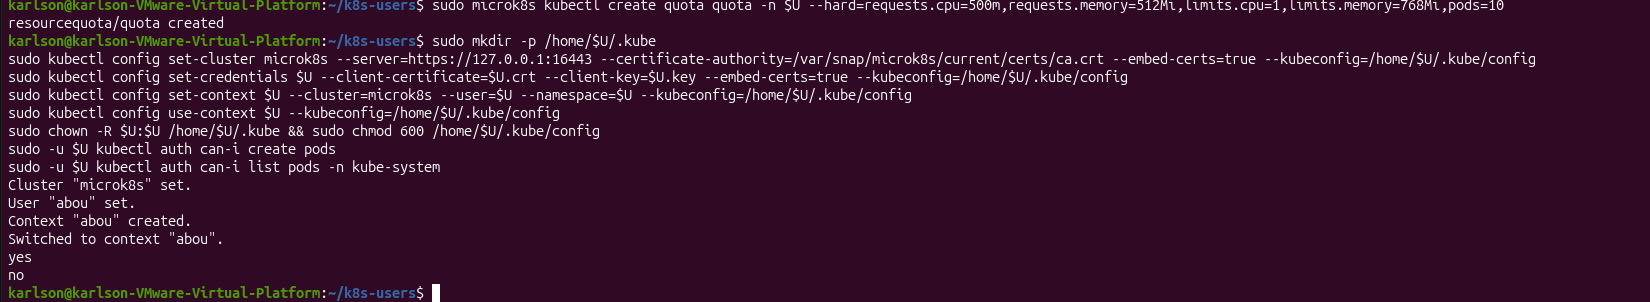 karlson@karlson-VMware-Virtual-Platform:~/k8s-users$ sudo microk8s kubectl create quota quota -n $U --hard=requests.cpu=500m,requests.memory=512Mi,limits.cpu=1,limits.memory=768Mi,pods=10
resourcequota/quota created
karlson@karlson-VMware-Virtual-Platform:~/k8s-users$ sudo mkdir -p /home/$U/.kube
sudo kubectl config set-cluster microk8s --server=https://127.0.0.1:16443 --certificate-authority=/var/snap/microk8s/current/certs/ca.crt --embed-certs=true --kubeconfig=/home/$U/.kube/config
sudo kubectl config set-credentials $U --client-certificate=$U.crt --client-key=$U.key --embed-certs=true --kubeconfig=/home/$U/.kube/config
sudo kubectl config set-context $U --cluster=microk8s --user=$U --namespace=$U --kubeconfig=/home/$U/.kube/config
sudo kubectl config use-context $U --kubeconfig=/home/$U/.kube/config
sudo chown -R $U:$U /home/$U/.kube && sudo chmod 600 /home/$U/.kube/config
sudo -u $U kubectl auth can-i create pods
sudo -u $U kubectl auth can-i list pods -n kube-system
Cluster "microk8s" set.
User "abou" set.
Context "abou" created.
Switched to context "abou".
yes
no
karlson@karlson-VMware-Virtual-Platform:~/k8s-users$